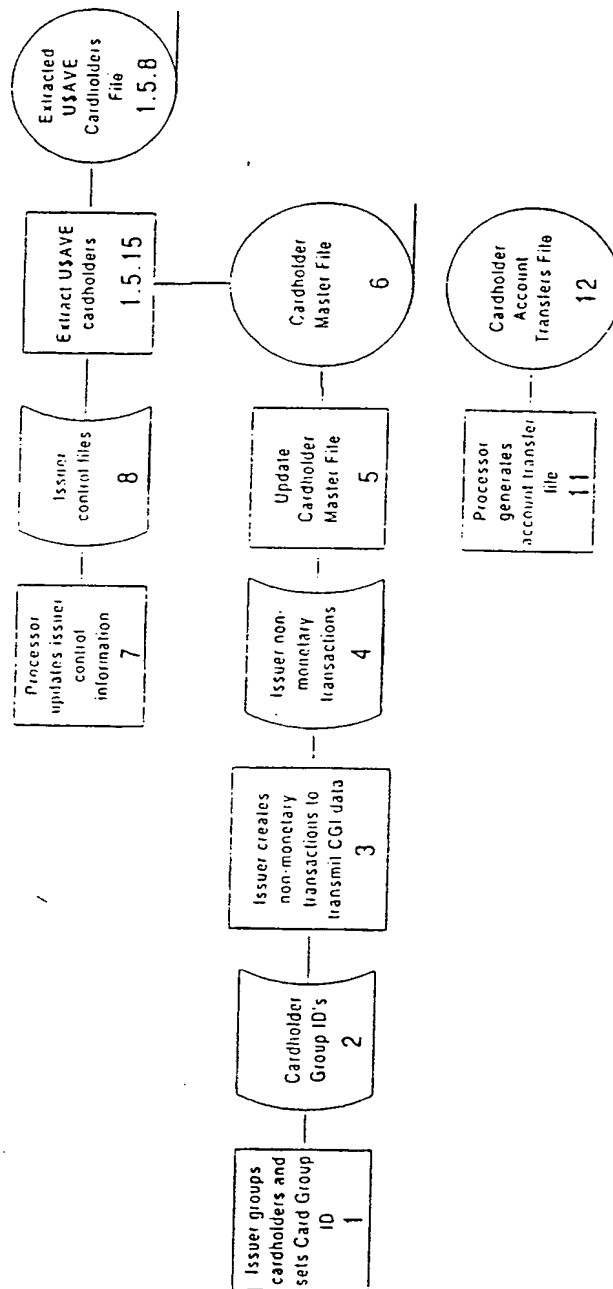 Processor
updates issuer
control
information
7
Issuer
control files
8
Extract U$AVE
cardholders
1.5.15
Extracted
U$AVE
Cardholders
File
1.5.8
Issuer groups
cardholders and
sets Card Group
ID
1
Cardholder
Group ID's
2
Issuer creates
non-monetary
transactions to
transmit CGI data
3
Issuer non-
monetary
transactions
4
Update
Cardholder
Master File
5
Cardholder
Master File
6
Processor
generates
account transfer
file
11
Cardholder
Account
Transfers File
12